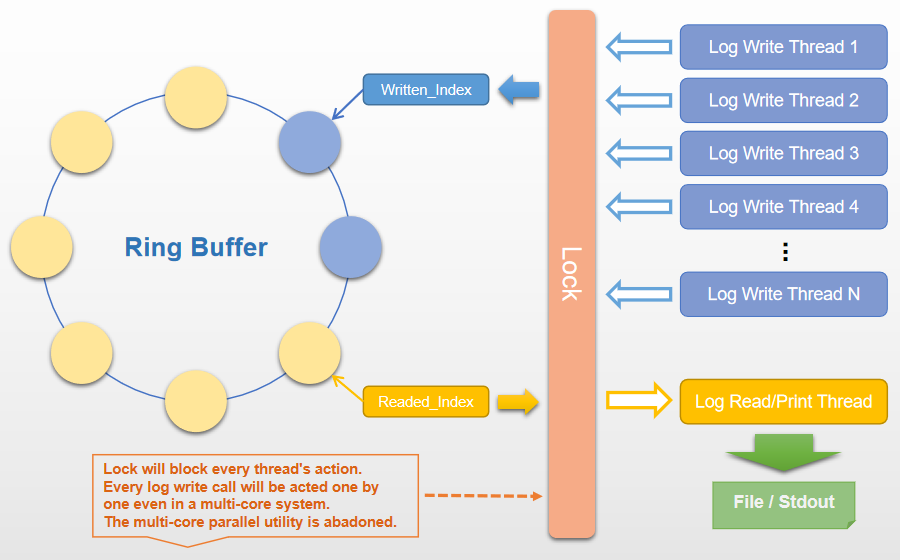 Log Write Thread 1
Written_Index
Log Write Thread 2
Log Write Thread 3
Log Write Thread 4
Ring Buffer
Lock
Log Write Thread N
Readed_Index
Log Read/Print Thread
Lock will block every thread's action.
Every log write call will be acted one by
one even in a multi-core system.
The multi-core parallel utility is abadoned.
File / Stdout